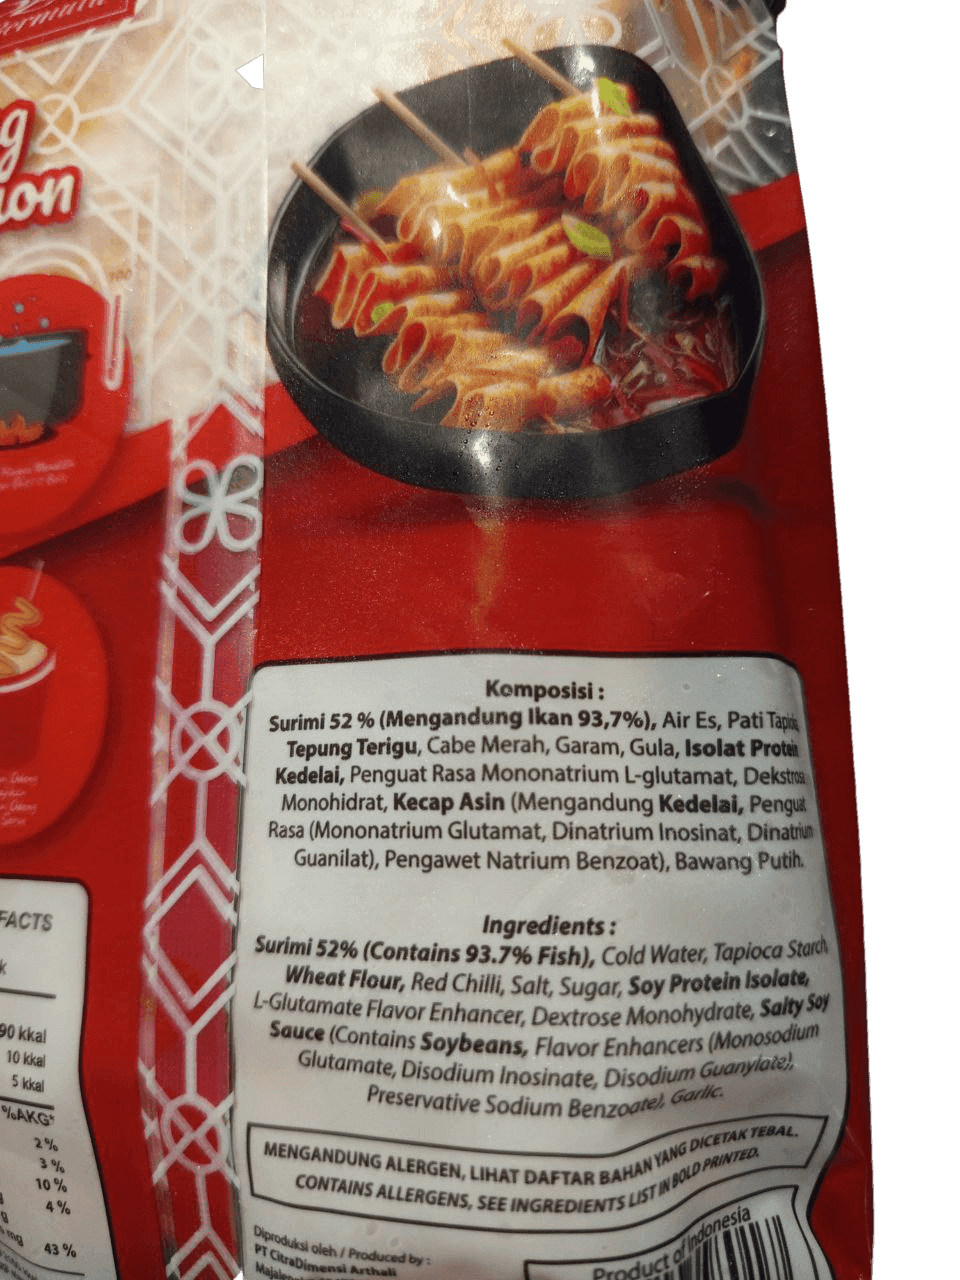 g
ion
100
FACTS
90 kkal
10 kkal
5 kkal
%AKG*
2 %
3 %
10 %
4 %
g
mg
43 %
Komposisi :
Surimi 52 % (Mengandung Ikan 93,7%), Air Es, Pati Tapioka,
Tepung Terigu, Cabe Merah, Garam, Gula, Isolat Protein
Kedelai, Penguat Rasa Mononatrium L-glutamat, Dekstrosa
Monohidrat, Kecap Asin (Mengandung Kedelai, Penguat
Rasa (Mononatrium Glutamat, Dinatrium Inosinat, Dinatrium
Guanilat), Pengawet Natrium Benzoat), Bawang Putih.
Ingredients :
Surimi 52% (Contains 93.7% Fish), Cold Water, Tapioca Starch,
Wheat Flour, Red Chilli, Salt, Sugar, Soy Protein Isolate,
L-Glutamate Flavor Enhancer, Dextrose Monohydrate, Salty Soy
Sauce (Contains Soybeans, Flavor Enhancers (Monosodium
Glutamate, Disodium Inosinate, Disodium Guanylate),
Preservative Sodium Benzoate), Garlic.
MENGANDUNG ALERGEN, LIHAT DAFTAR BAHAN YANG DICETAK TEBAL.
CONTAINS ALLERGENS, SEE INGREDIENTS LIST IN BOLD PRINTED.
Diproduksi oleh / Produced by :
PT CitraDimensi Arthali
Product of Indonesia